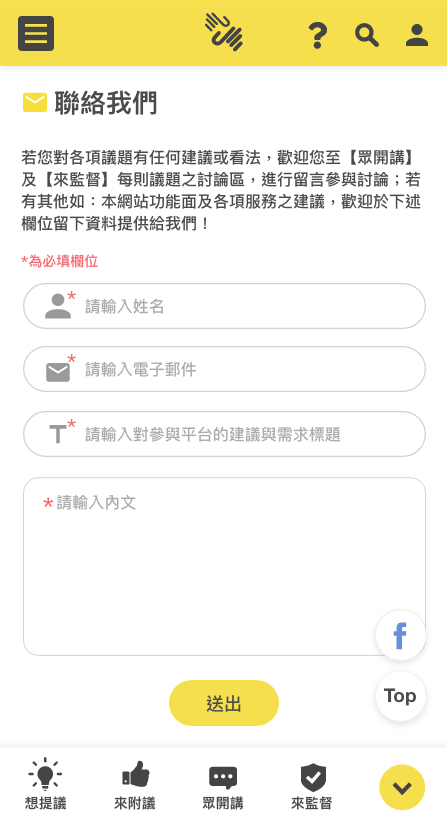 聯絡我們
若您對各項議題有任何建議或看法，歡迎您至【眾開講】
及【來監督】每則議題之討論區，進行留言參與討論；若
有其他如：本網站功能面及各項服務之建議，歡迎於下述
欄位留下資料提供給我們！
*為必填欄位
* 請輸入姓名
* 請輸入電子郵件
T* 請輸入對參與平台的建議與需求標題
* 請輸入內文
f
Top
送出
想提議 來附議 眾開講 來監督